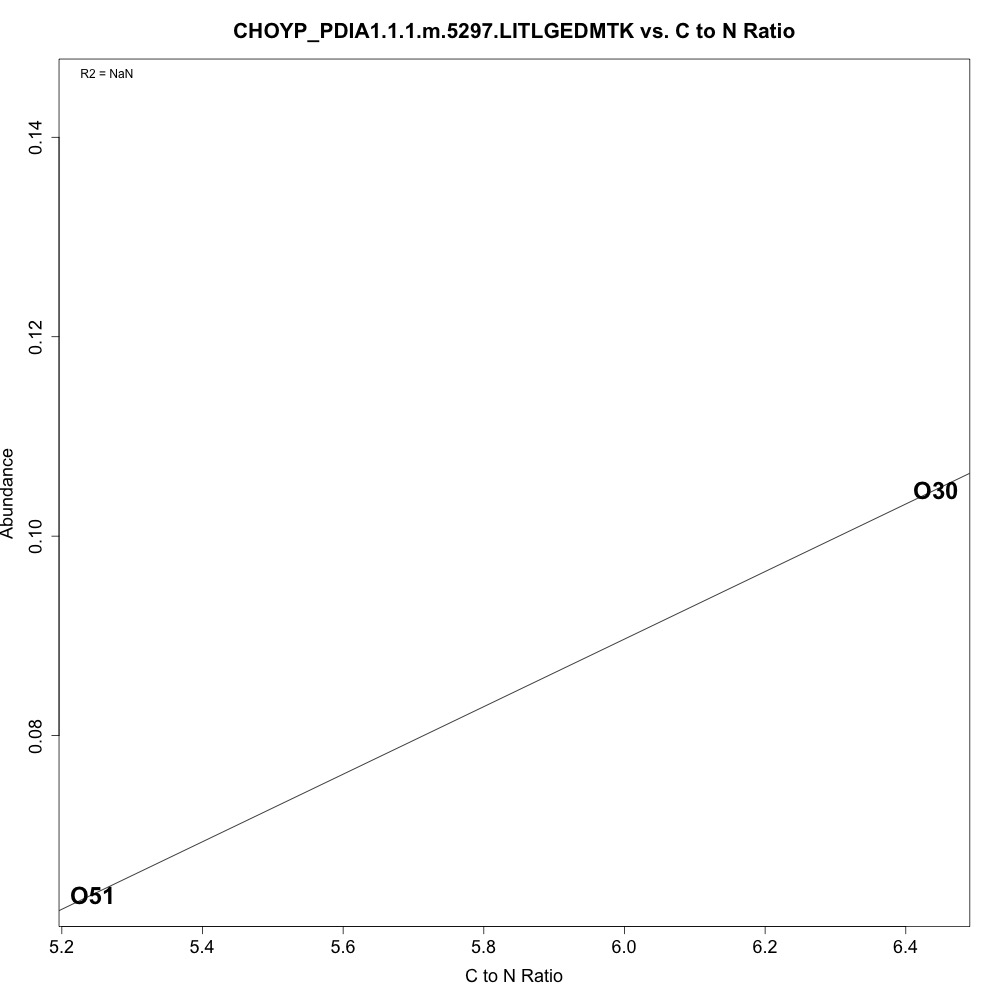 CHOYP_PDIA1.1.1.m.5297.LITLGEDMTK vs. C to N Ratio
R2 = NaN
0.14
0.12
0.10
0.08
Abundance
O30
O51
5.2 5.4 5.6 5.8 6.0 6.2 6.4
C to N Ratio